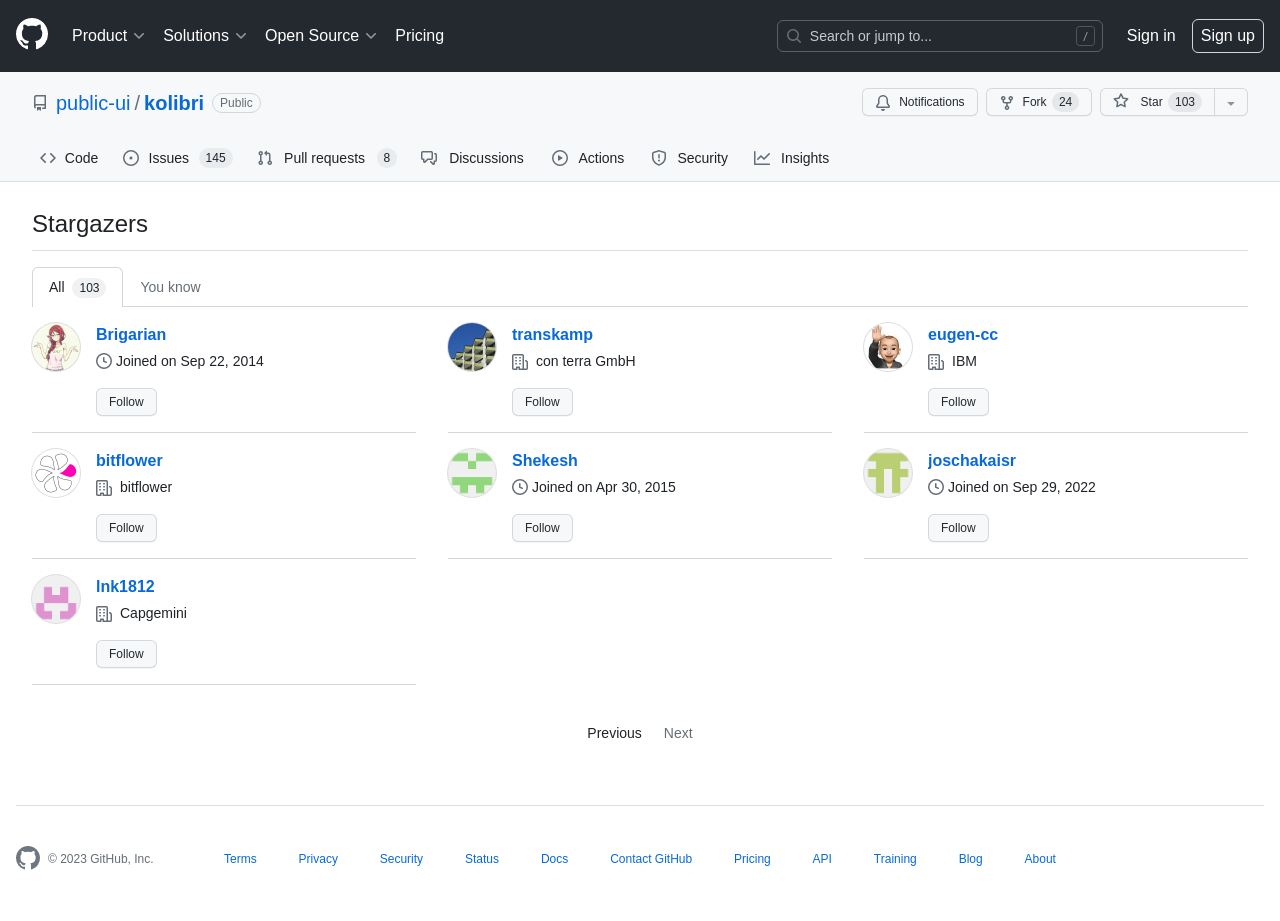 Product Solutions Open Source Pricing Search or jump to... / Sign in Sign up
public-ui / kolibri Public Notifications Fork 24 Star 103
Code Issues 145 Pull requests 8 Discussions Actions Security Insights
Stargazers
All 103 You know
Brigarian
Joined on Sep 22, 2014
Follow
transkamp
con terra GmbH
Follow
eugen-cc
IBM
Follow
bitflower
bitflower
Follow
Shekesh
Joined on Apr 30, 2015
Follow
joschakaisr
Joined on Sep 29, 2022
Follow
lnk1812
Capgemini
Follow
Previous Next
© 2023 GitHub, Inc. Terms Privacy Security Status Docs Contact GitHub Pricing API Training Blog About